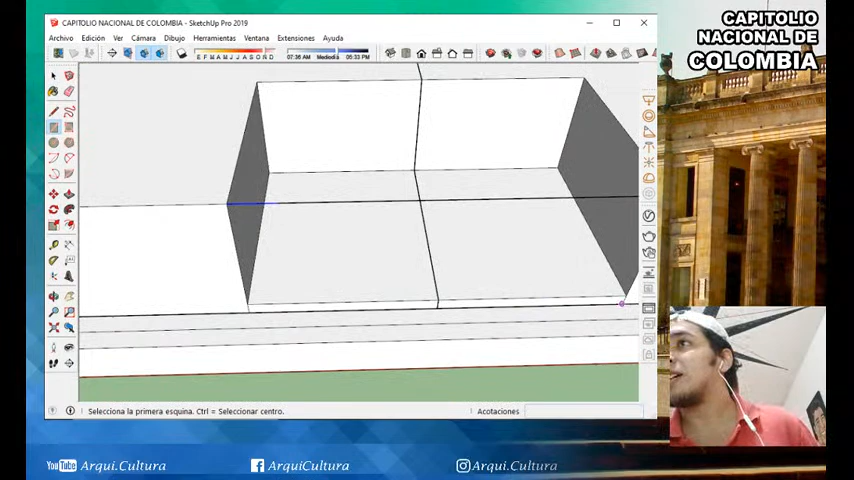 CAPITOLIO NACIONAL DE COLOMBIA - SketchUp Pro 2019
Archivo Edición Ver Cámara Dibujo Herramientas Ventana Extensiones Ayuda
E F M A M J J A S O N D 07:36 AM Mediodía 05:33 PM
CAPITOLIO
NACIONAL DE
COLOMBIA
Selecciona la primera esquina. Ctrl = Seleccionar centro. Acotaciones
YouTube Arqui.Cultura ArquiCultura Arqui.Cultura